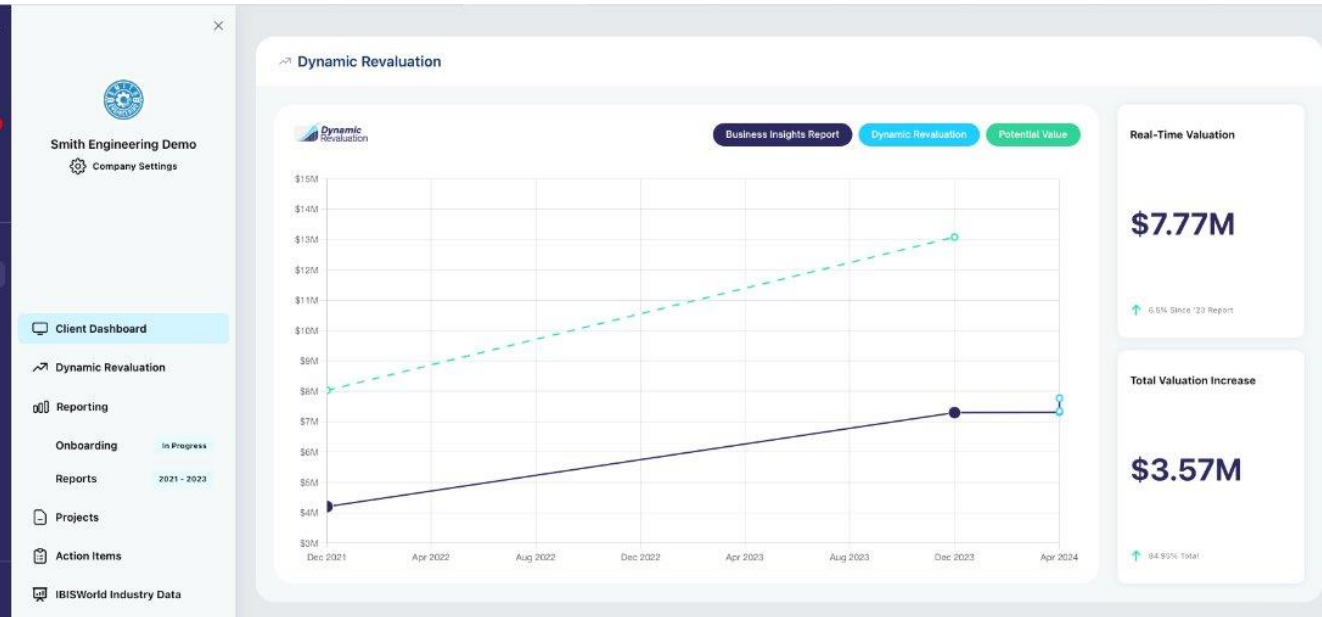 Smith Engineering Demo
Company Settings
Client Dashboard
Dynamic Revaluation
Reporting
Onboarding In Progress
Reports 2021 - 2023
Projects
Action Items
IBISWorld Industry Data
Dynamic Revaluation
Dynamic
Revaluation
Business Insights Report Dynamic Revaluation Potential Value
$15M
$14M
$13M
$12M
$11M
$10M
$9M
$8M
$7M
$6M
$5M
$4M
$3M
Dec 2021 Apr 2022 Aug 2022 Dec 2022 Apr 2023 Aug 2023 Dec 2023 Apr 2024
Real-Time Valuation
$7.77M
6.5% Since '23 Report
Total Valuation Increase
$3.57M
Total